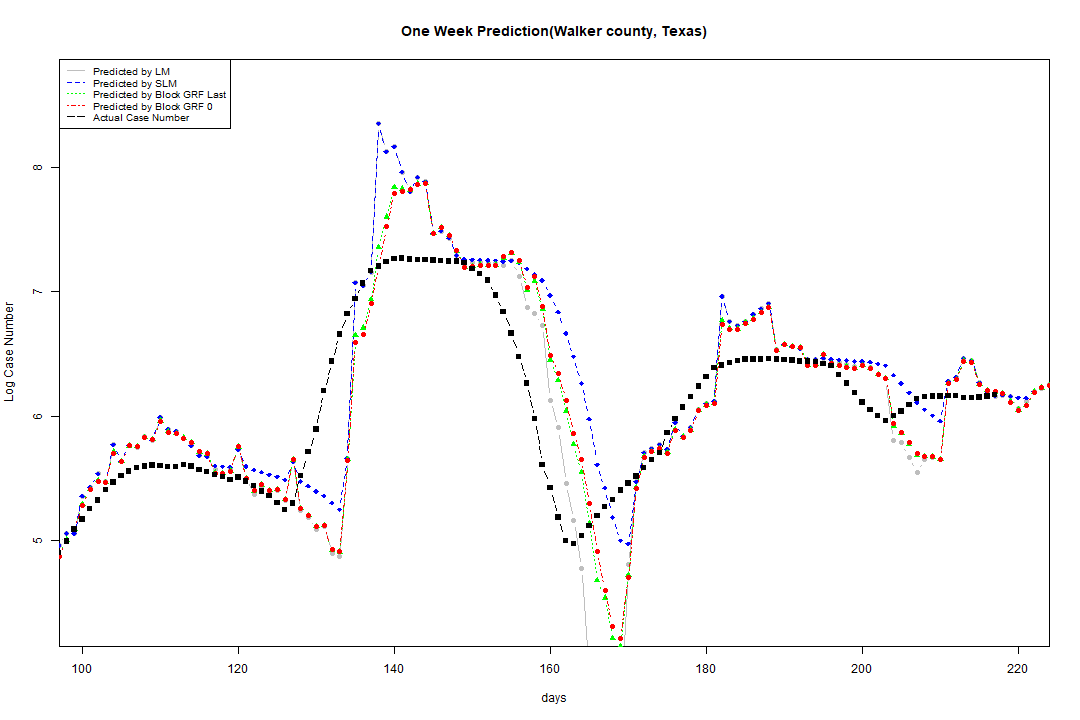 One Week Prediction(Walker county, Texas)
Predicted by LM
Predicted by SLM
Predicted by Block GRF Last
Predicted by Block GRF 0
Actual Case Number
8
7
6
5
Log Case Number
100 120 140 160 180 200 220
days